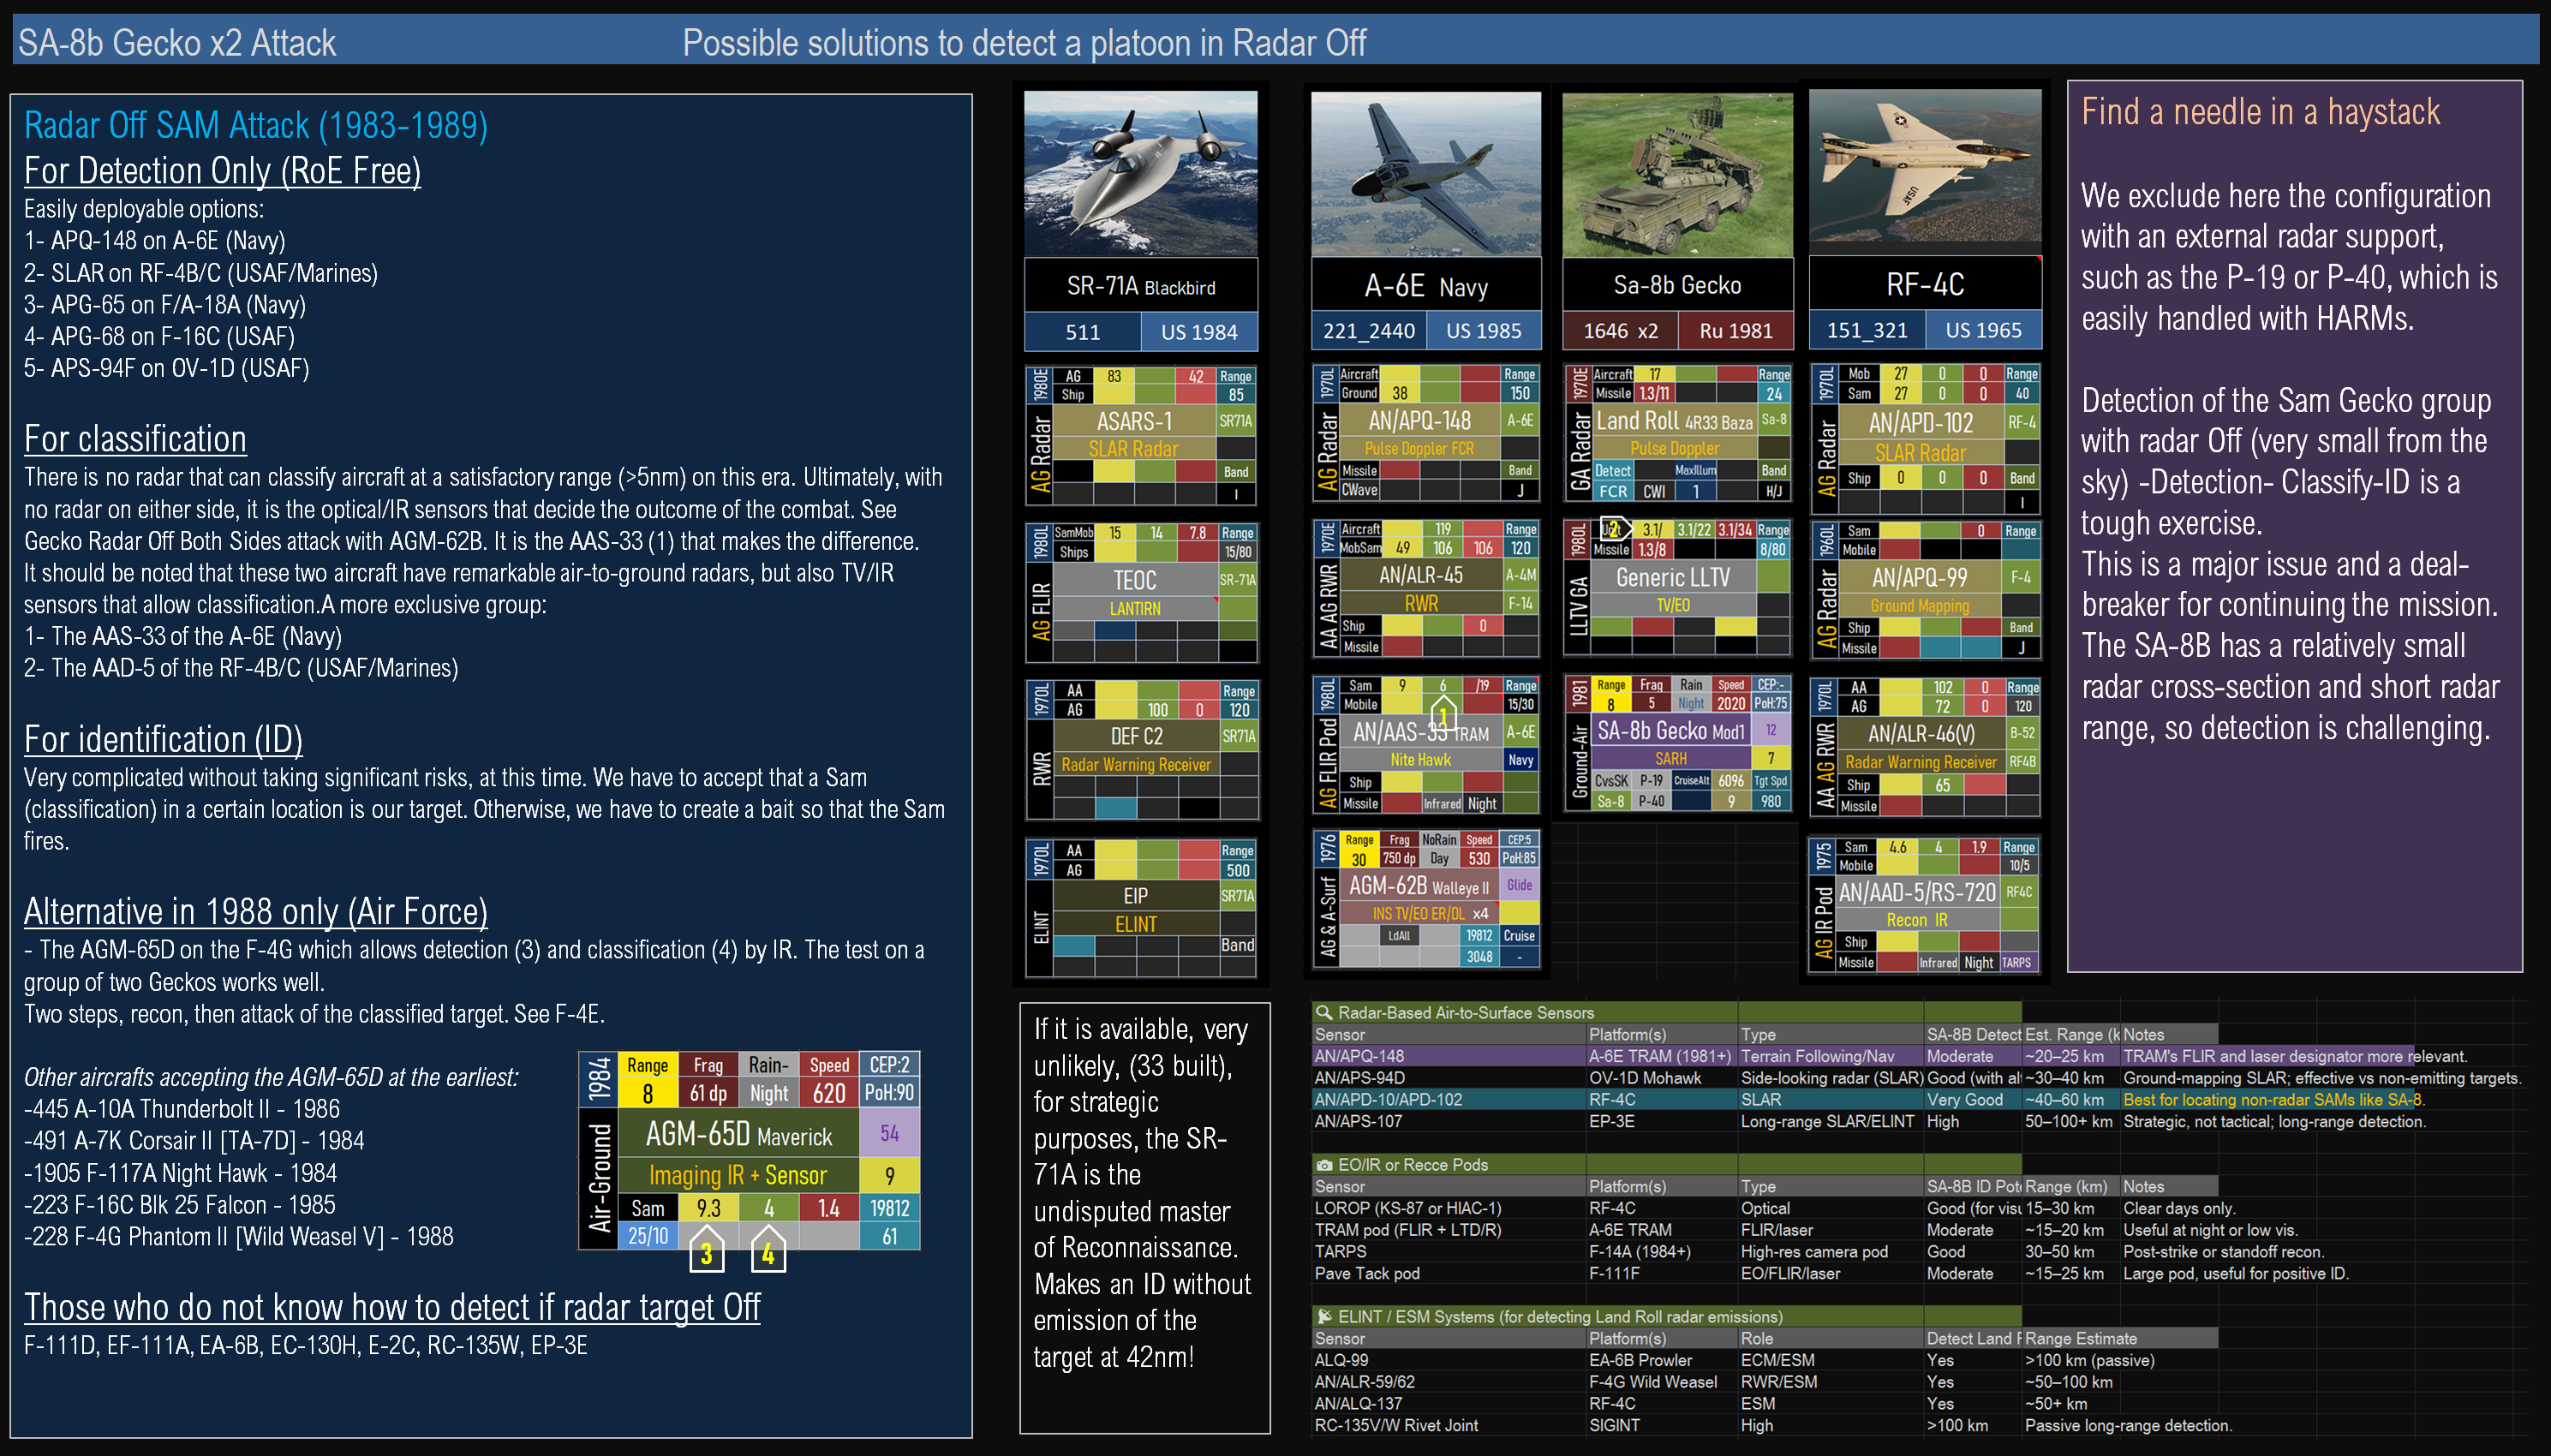 SA-8b Gecko x2 Attack
Possible solutions to detect a platoon in Radar Off
Radar Off SAM Attack (1983-1989)
For Detection Only (RoE Free)
Easily deployable options:
1- APQ-148 on A-6E (Navy)
2- SLAR on RF-4B/C (USAF/Marines)
3- APG-65 on F/A-18A (Navy)
4- APG-68 on F-16C (USAF)
5- APS-94F on OV-1D (USAF)
For classification
There is no radar that can classify aircraft at a satisfactory range (>5nm) on this era. Ultimately, with
no radar on either side, it is the optical/IR sensors that decide the outcome of the combat. See
Gecko Radar Off Both Sides attack with AGM-62B. It is the AAS-33 (1) that makes the difference.
It should be noted that these two aircraft have remarkable air-to-ground radars, but also TV/IR
sensors that allow classification.A more exclusive group:
1- The AAS-33 of the A-6E (Navy)
2- The AAD-5 of the RF-4B/C (USAF/Marines)
For identification (ID)
Very complicated without taking significant risks, at this time. We have to accept that a Sam
(classification) in a certain location is our target. Otherwise, we have to create a bait so that the Sam
fires.
Alternative in 1988 only (Air Force)
- The AGM-65D on the F-4G which allows detection (3) and classification (4) by IR. The test on a
group of two Geckos works well.
Two steps, recon, then attack of the classified target. See F-4E.
Other aircrafts accepting the AGM-65D at the earliest:
-445 A-10A Thunderbolt II - 1986
-491 A-7K Corsair II [TA-7D] - 1984
-1905 F-117A Night Hawk - 1984
-223 F-16C Blk 25 Falcon - 1985
-228 F-4G Phantom II [Wild Weasel V] - 1988
1984 Range Frag Rain- Speed CEP:2
8 61 dp Night 620 PoH:90
Air-Ground
AGM-65D Maverick 54
Imaging IR + Sensor 9
Sam 9.3 4 1.4 19812
25/10 3 4 61
Those who do not know how to detect if radar target Off
F-111D, EF-111A, EA-6B, EC-130H, E-2C, RC-135W, EP-3E
SR-71A Blackbird
511 US 1984
1980E AG 83 42 Range
Ship 85
AG Radar
ASARS-1 SR71A
SLAR Radar
Band
I
1980L SamMob 15 14 7.8 Range
Ships 15/80
AG FLIR
TEOC SR-71A
LANTIRN
1970L AA Range
AG 100 0 120
RWR
DEF C2 SR71A
Radar Warning Receiver
1970L AA Range
AG 500
ELINT
EIP SR71A
ELINT
Band
If it is available, very
unlikely, (33 built),
for strategic
purposes, the SR-
71A is the
undisputed master
of Reconnaissance.
Makes an ID without
emission of the
target at 42nm!
A-6E Navy
221_2440 US 1985
1970L Aircraft Range
Ground 38 150
AG Radar
AN/APQ-148 A-6E
Pulse Doppler FCR
Missile Band
CWave J
1970E Aircraft 119 Range
MobSam 49 106 106 120
AA AG RWR
AN/ALR-45 A-4M
RWR F-14
Ship 0
Missile
1980L Sam 9 6 /19 Range
Mobile 1 15/30
AG FLIR Pod
AN/AAS-33 TRAM A-6E
Nite Hawk Navy
Ship
Missile Infrared Night
1976 Range Frag NoRain Speed CEP:5
30 750 dp Day 530 PoH:85
AG & A-Surf
AGM-62B Walleye II Glide
INS TV/EO ER/DL x4
LdAll 19812 Cruise
3048 -
Sa-8b Gecko
1646 x2 Ru 1981
1970E Aircraft 17 Range
Missile 1.3/11 24
GA Radar
Land Roll 4R33 Baza Sa-8
Pulse Doppler
Detect MaxIllum Band
FCR CWI 1 H/J
1980L 2 3.1/ 3.1/22 3.1/34 Range
Missile 1.3/8 8/80
LLTV GA
Generic LLTV
TV/EO
1981 Range Frag Rain Speed CEP:-
8 5 Night 2020 PoH:75
Ground-Air
SA-8b Gecko Mod1 12
SARH 7
CvsSK P-19 CruiseAlt 6096 Tgt Spd
Sa-8 P-40 9 980
USAF
RF-4C
151_321 US 1965
1970L Mob 27 0 0 Range
Sam 27 0 0 40
AG Radar
AN/APD-102 RF-4
SLAR Radar
Ship 0 0 0 Band
I
1960L Sam 0 Range
Mobile
AG Radar
AN/APQ-99 F-4
Ground Mapping
Ship Band
Missile J
1970L AA 102 0 Range
AG 72 0 120
AA AG RWR
AN/ALR-46(V) B-52
Radar Warning Receiver RF4B
Ship 65
Missile
1975 Sam 4.6 4 1.9 Range
Mobile 10/5
AG IR Pod
AN/AAD-5/RS-720 RF4C
Recon IR
Ship
Missile Infrared Night TARPS
Find a needle in a haystack
We exclude here the configuration
with an external radar support,
such as the P-19 or P-40, which is
easily handled with HARMs.
Detection of the Sam Gecko group
with radar Off (very small from the
sky) -Detection- Classify-ID is a
tough exercise.
This is a major issue and a deal-
breaker for continuing the mission.
The SA-8B has a relatively small
radar cross-section and short radar
range, so detection is challenging.
Radar-Based Air-to-Surface Sensors
Sensor Platform(s) Type SA-8B Detect Est. Range (k Notes
AN/APQ-148 A-6E TRAM (1981+) Terrain Following/Nav Moderate ~20–25 km TRAM's FLIR and laser designator more relevant.
AN/APS-94D OV-1D Mohawk Side-looking radar (SLAR) Good (with alt ~30–40 km Ground-mapping SLAR; effective vs non-emitting targets.
AN/APD-10/APD-102 RF-4C SLAR Very Good ~40–60 km Best for locating non-radar SAMs like SA-8.
AN/APS-107 EP-3E Long-range SLAR/ELINT High 50–100+ km Strategic, not tactical; long-range detection.
EO/IR or Recce Pods
Sensor Platform(s) Type SA-8B ID Pote Range (km) Notes
LOROP (KS-87 or HIAC-1) RF-4C Optical Good (for visu 15–30 km Clear days only.
TRAM pod (FLIR + LTD/R) A-6E TRAM FLIR/laser Moderate ~15–20 km Useful at night or low vis.
TARPS F-14A (1984+) High-res camera pod Good 30–50 km Post-strike or standoff recon.
Pave Tack pod F-111F EO/FLIR/laser Moderate ~15–25 km Large pod, useful for positive ID.
ELINT / ESM Systems (for detecting Land Roll radar emissions)
Sensor Platform(s) Role Detect Land R Range Estimate
ALQ-99 EA-6B Prowler ECM/ESM Yes >100 km (passive)
AN/ALR-59/62 F-4G Wild Weasel RWR/ESM Yes ~50–100 km
AN/ALQ-137 RF-4C ESM Yes ~50+ km
RC-135V/W Rivet Joint SIGINT High >100 km Passive long-range detection.